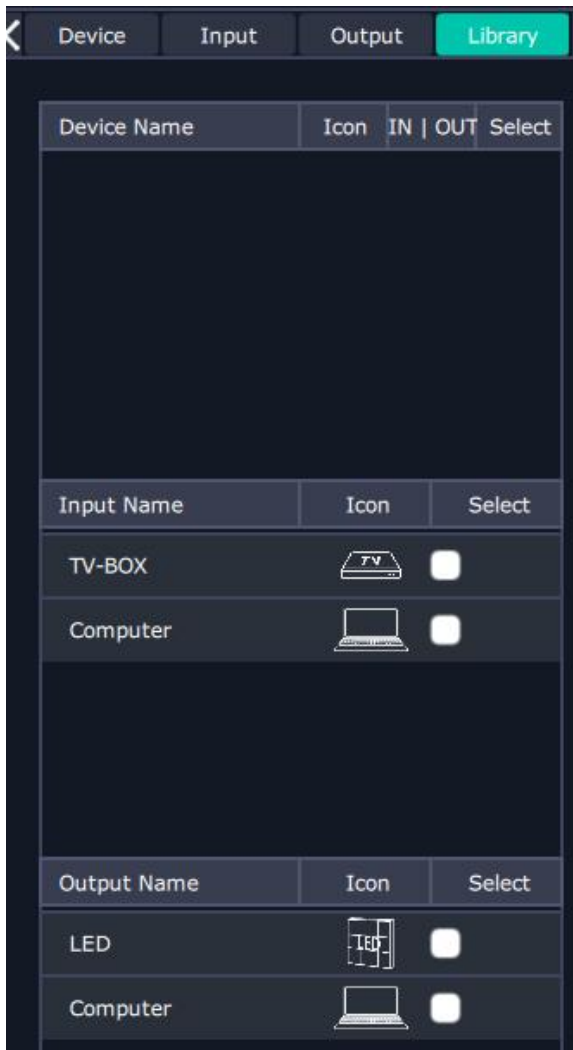 Device Input Output Library
Device Name Icon IN | OUT Select
Input Name Icon Select
TV-BOX TV
Computer
Output Name Icon Select
LED LED
Computer